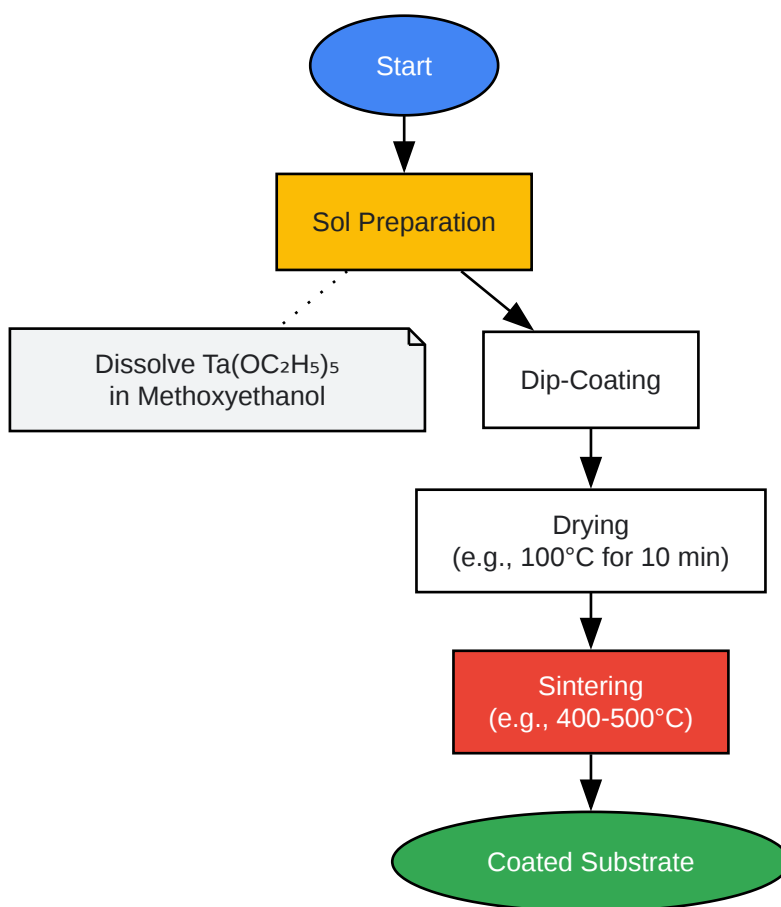 Start
Sol Preparation
Dissolve Ta(OC₂H₅)₅
in Methoxyethanol
Dip-Coating
Drying
(e.g., 100°C for 10 min)
Sintering
(e.g., 400-500°C)
Coated Substrate